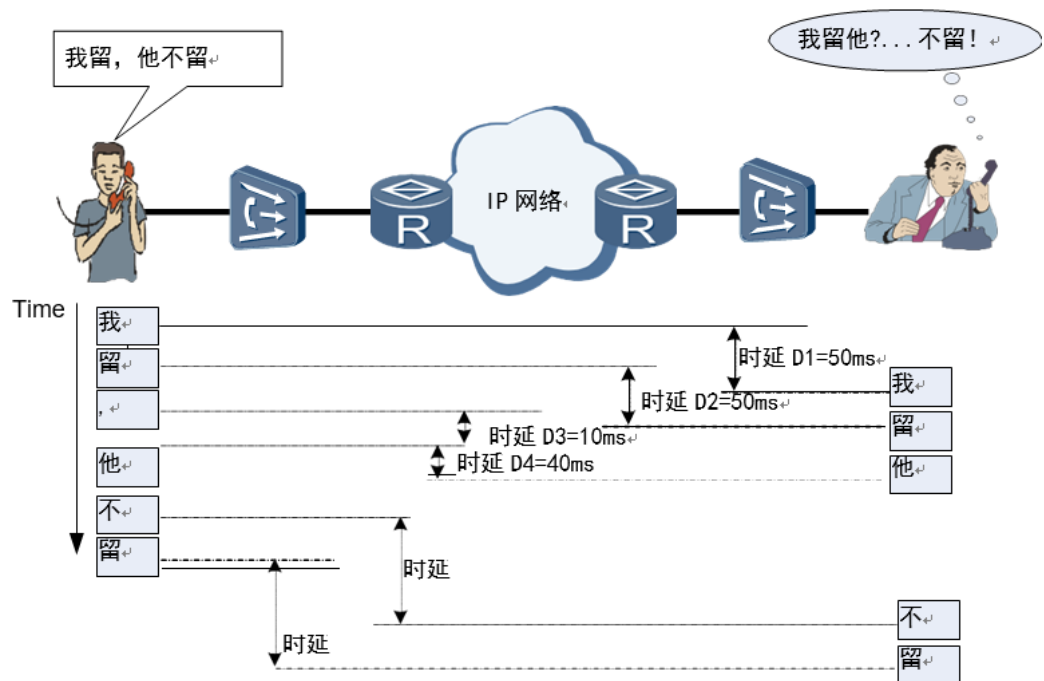 我留，他不留
我留他?...不留！
IP 网络
R
R
Time
我
留
，
他
不
留
时延 D1=50ms
时延 D2=50ms
时延 D3=10ms
时延 D4=40ms
时延
时延
我
留
他
不
留